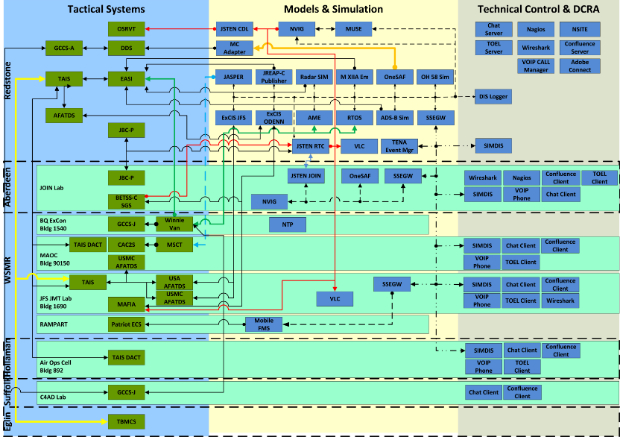 Tactical Systems
Models & Simulation
Technical Control & DCRA
Redstone
OSRVT
JSTEN CDL
NVIG
MUSE
Chat Server
Nagios
NSITE
GCCS-A
DDS
MC Adapter
TOEL Server
Wireshark
Confluence Server
VOIP CALL Manager
Adobe Connect
TAIS
EASI
JASPER
JREAP-C Publisher
Radar SIM
OneSAF
OH 58 Sim
DIS Logger
AFATDS
ExCIS JFS
ExCIS ODENN
AME
RTOS
ADS-B Sim
SSEGW
JBC-P
JSTEN RTC
VLC
TENA Event Mgr
SIMDIS
Aberdeen
JOIN Lab
JBC-P
JSTEN JOIN
OneSAF
SSEGW
Wireshark
Nagios
Confluence Client
TOEL Client
NVIG
SIMDIS
VOIP Phone
Chat Client
WSMR
BQ ExCon
Bldg 1540
GCCS-J
Winnie Van
NTP
MAOC
Bldg 90150
TAIS DACT
CAC2S
MSCT
SIMDIS
Chat Client
Confluence Client
USMC AFATDS
VOIP Phone
TOEL Client
JFS JMT Lab
Bldg 1690
TAIS
USA AFATDS
USMC AFATDS
MAFIA
VLC
SSEGW
SIMDIS
Chat Client
Confluence Client
VOIP Phone
TOEL Client
Wireshark
RAMPART
Patriot ECS
Mobile FMS
Hollaman
Air Ops Cell
Bldg 892
TAIS DACT
SIMDIS
Chat Client
Confluence Client
VOIP Phone
TOEL Client
Suffolk
C4AD Lab
GCCS-J
Chat Client
Confluence Client
Eglin
TBMCS